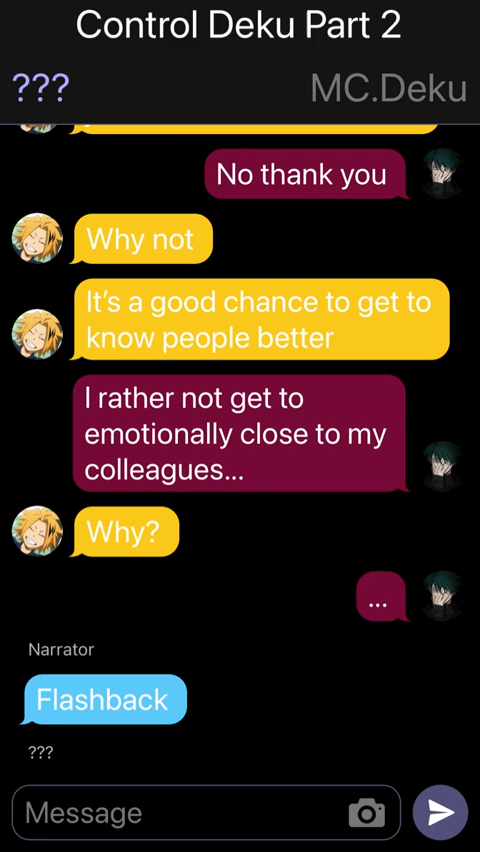 Control Deku Part 2
???
MC.Deku
No thank you
Why not
It’s a good chance to get to
know people better
I rather not get to
emotionally close to my
colleagues...
Why?
...
Narrator
Flashback
???
Message